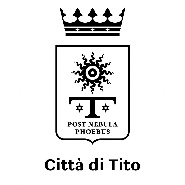 T
POST NEBULA
PHOEBUS
Città di Tito